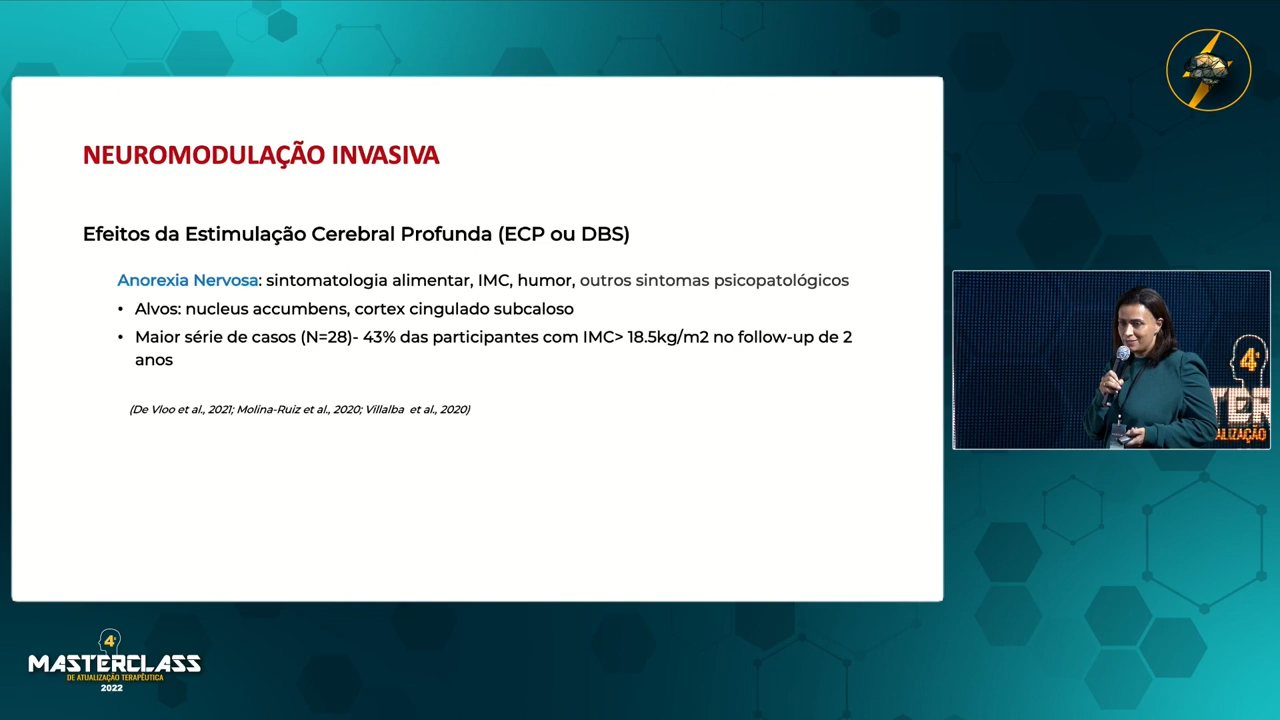 NEUROMODULAÇÃO INVASIVA
Efeitos da Estimulação Cerebral Profunda (ECP ou DBS)
Anorexia Nervosa: sintomatologia alimentar, IMC, humor, outros sintomas psicopatológicos
• Alvos: nucleus accumbens, cortex cingulado subcaloso
• Maior série de casos (N=28)- 43% das participantes com IMC> 18.5kg/m2 no follow-up de 2
anos
(De Vloo et al., 2021; Molina-Ruiz et al., 2020; Villalba et al., 2020)
4ª
TER
ALIZAÇÃO
4ª
MASTERCLASS
DE ATUALIZAÇÃO TERAPÊUTICA
2022